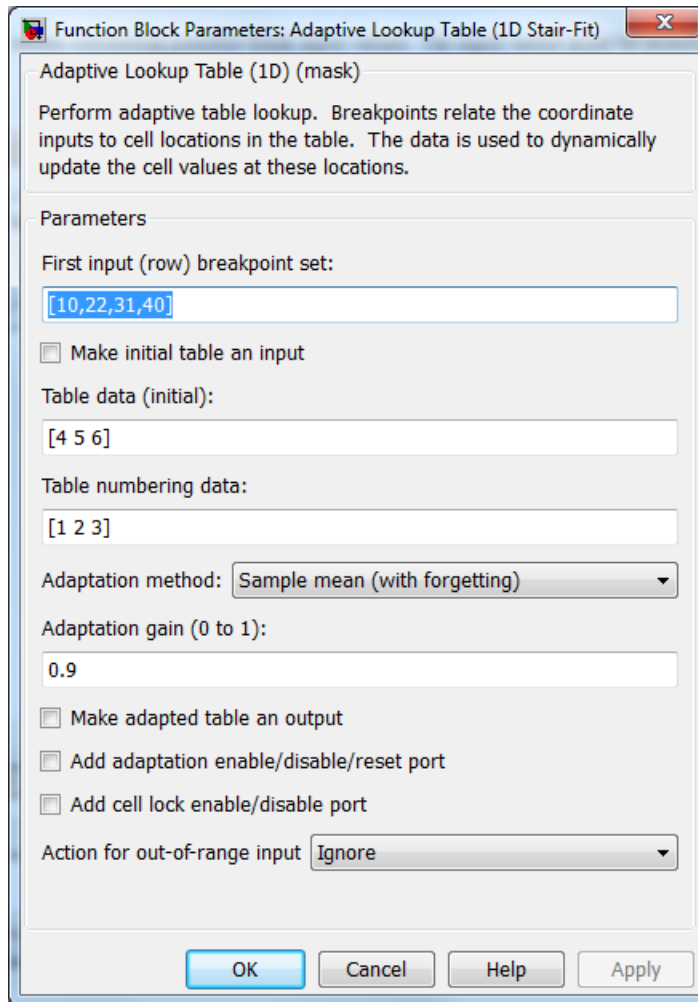 Function Block Parameters: Adaptive Lookup Table (1D Stair-Fit)
Adaptive Lookup Table (1D) (mask)
Perform adaptive table lookup.  Breakpoints relate the coordinate
inputs to cell locations in the table.  The data is used to dynamically
update the cell values at these locations.
Parameters
First input (row) breakpoint set:
[10,22,31,40]
Make initial table an input
Table data (initial):
[4 5 6]
Table numbering data:
[1 2 3]
Adaptation method: Sample mean (with forgetting)
Adaptation gain (0 to 1):
0.9
Make adapted table an output
Add adaptation enable/disable/reset port
Add cell lock enable/disable port
Action for out-of-range input Ignore
OK Cancel Help Apply